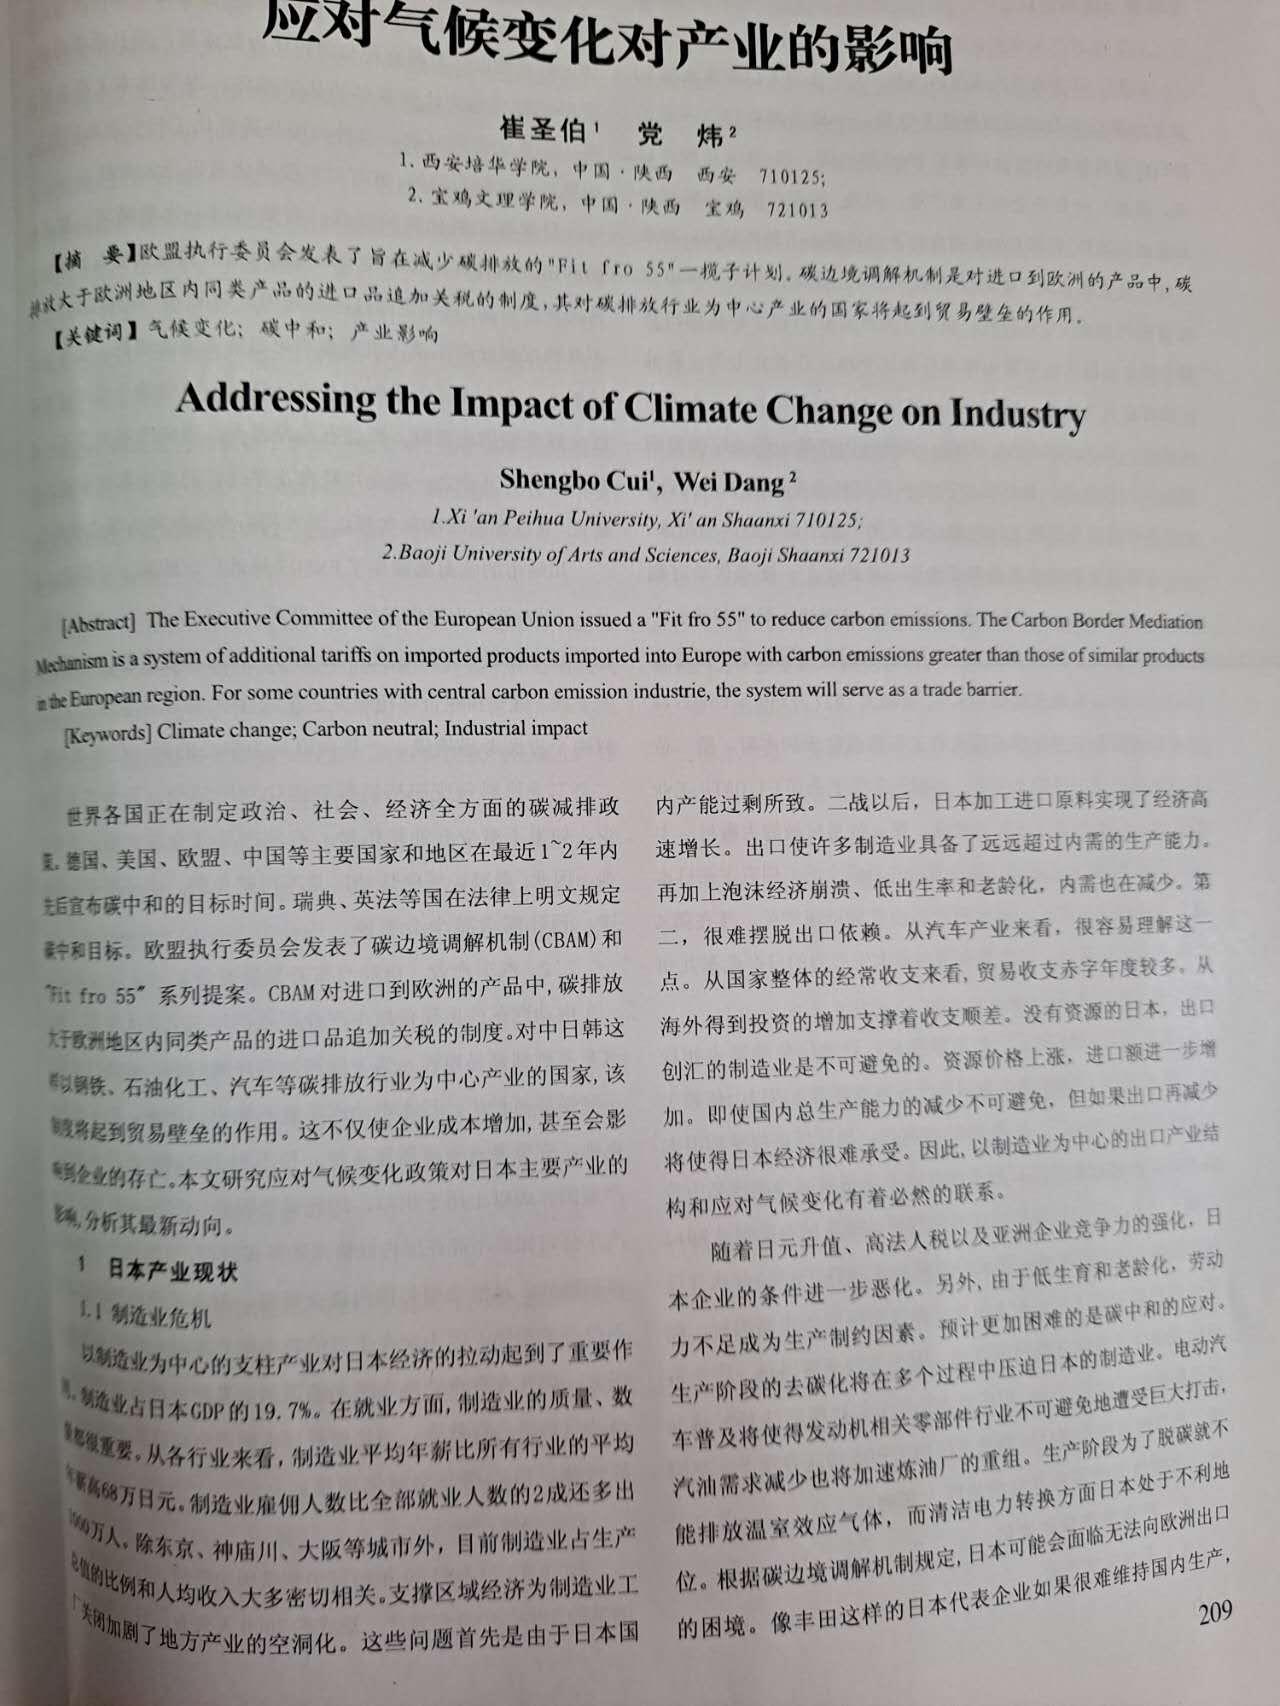 应对气候变化对产业的影响
崔圣伯¹ 党 炜²
1. 西安培华学院, 中国·陕西 西安 710125;
2. 宝鸡文理学院, 中国·陕西 宝鸡 721013
【摘 要】欧盟执行委员会发表了旨在减少碳排放的"Fit fro 55"一揽子计划。碳边境调解机制是对进口到欧洲的产品中, 碳
排放大于欧洲地区内同类产品的进口品追加关税的制度, 其对碳排放行业为中心产业的国家将起到贸易壁垒的作用。
【关键词】气候变化; 碳中和; 产业影响
Addressing the Impact of Climate Change on Industry
Shengbo Cui¹, Wei Dang²
1.Xi 'an Peihua University, Xi' an Shaanxi 710125;
2.Baoji University of Arts and Sciences, Baoji Shaanxi 721013
[Abstract] The Executive Committee of the European Union issued a "Fit fro 55" to reduce carbon emissions. The Carbon Border Mediation
Mechanism is a system of additional tariffs on imported products imported into Europe with carbon emissions greater than those of similar products
in the European region. For some countries with central carbon emission industrie, the system will serve as a trade barrier.
[Keywords] Climate change; Carbon neutral; Industrial impact
世界各国正在制定政治、社会、经济全方面的碳减排政
策。德国、美国、欧盟、中国等主要国家和地区在最近1~2年内
先后宣布碳中和的目标时间。瑞典、英法等国在法律上明文规定
碳中和目标。欧盟执行委员会发表了碳边境调解机制(CBAM)和
"Fit fro 55" 系列提案。CBAM对进口到欧洲的产品中, 碳排放
大于欧洲地区内同类产品的进口品追加关税的制度。对中日韩这
样以钢铁、石油化工、汽车等碳排放行业为中心产业的国家, 该
制度将起到贸易壁垒的作用。这不仅使企业成本增加, 甚至会影
响到企业的存亡。本文研究应对气候变化政策对日本主要产业的
影响, 分析其最新动向。
1 日本产业现状
1.1 制造业危机
以制造业为中心的支柱产业对日本经济的拉动起到了重要作
用。制造业占日本GDP的19.7%。在就业方面, 制造业的质量、数
量都很重要。从各行业来看, 制造业平均年薪比所有行业的平均
年薪高68万日元。制造业雇佣人数比全部就业人数的2成还多出
1000万人。除东京、神庙川、大阪等城市外, 目前制造业占生产
总值的比例和人均收入大多密切相关。支撑区域经济为制造业工
厂关闭加剧了地方产业的空洞化。这些问题首先是由于日本国
内产能过剩所致。二战以后, 日本加工进口原料实现了经济高
速增长。出口使许多制造业具备了远远超过内需的生产能力。
再加上泡沫经济崩溃、低出生率和老龄化, 内需也在减少。第
二, 很难摆脱出口依赖。从汽车产业来看, 很容易理解这一
点。从国家整体的经常收支来看, 贸易收支赤字年度较多。从
海外得到投资的增加支撑着收支顺差。没有资源的日本, 出口
创汇的制造业是不可避免的。资源价格上涨, 进口额进一步增
加。即使国内总生产能力的减少不可避免, 但如果出口再减少
将使得日本经济很难承受。因此, 以制造业为中心的出口产业结
构和应对气候变化有着必然的联系。
随着日元升值、高法人税以及亚洲企业竞争力的强化, 日
本企业的条件进一步恶化。另外, 由于低生育和老龄化, 劳动
力不足成为生产制约因素。预计更加困难的是碳中和的应对。
生产阶段的去碳化将在多个过程中压迫日本的制造业。电动汽
车普及将使得发动机相关零部件行业不可避免地遭受巨大打击,
汽油需求减少也将加速炼油厂的重组。生产阶段为了脱碳就不
能排放温室效应气体, 而清洁电力转换方面日本处于不利地
位。根据碳边境调解机制规定, 日本可能会面临无法向欧洲出口
的困境。像丰田这样的日本代表企业如果很难维持国内生产,
209